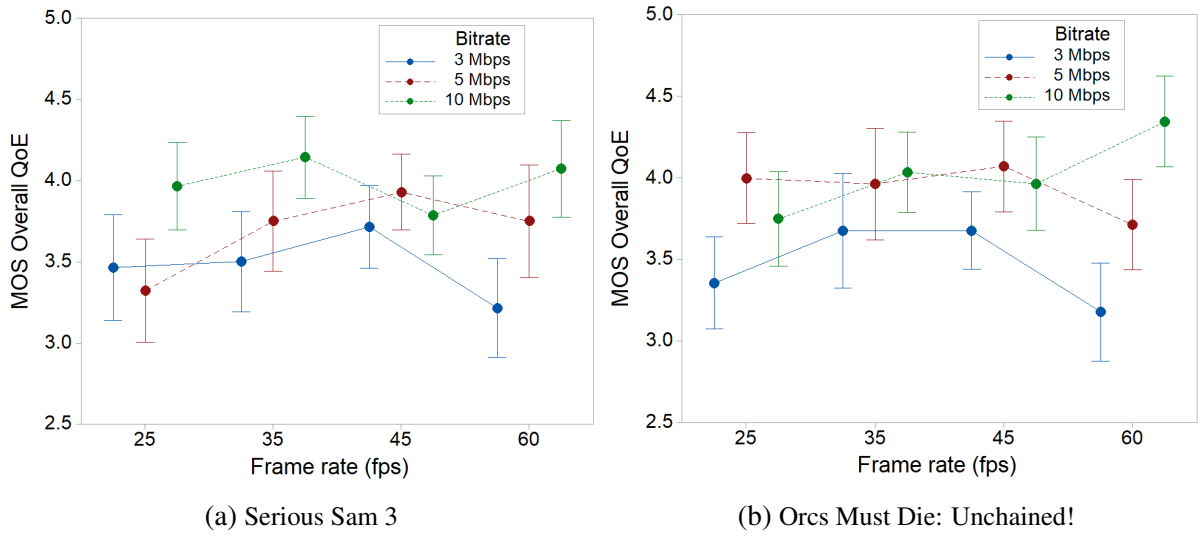 5.0
4.5
4.0
3.5
3.0
2.5
MOS Overall QoE
Bitrate
3 Mbps
5 Mbps
10 Mbps
25
35
45
60
Frame rate (fps)
(a) Serious Sam 3
5.0
4.5
4.0
3.5
3.0
2.5
MOS Overall QoE
Bitrate
3 Mbps
5 Mbps
10 Mbps
25
35
45
60
Frame rate (fps)
(b) Orcs Must Die: Unchained!